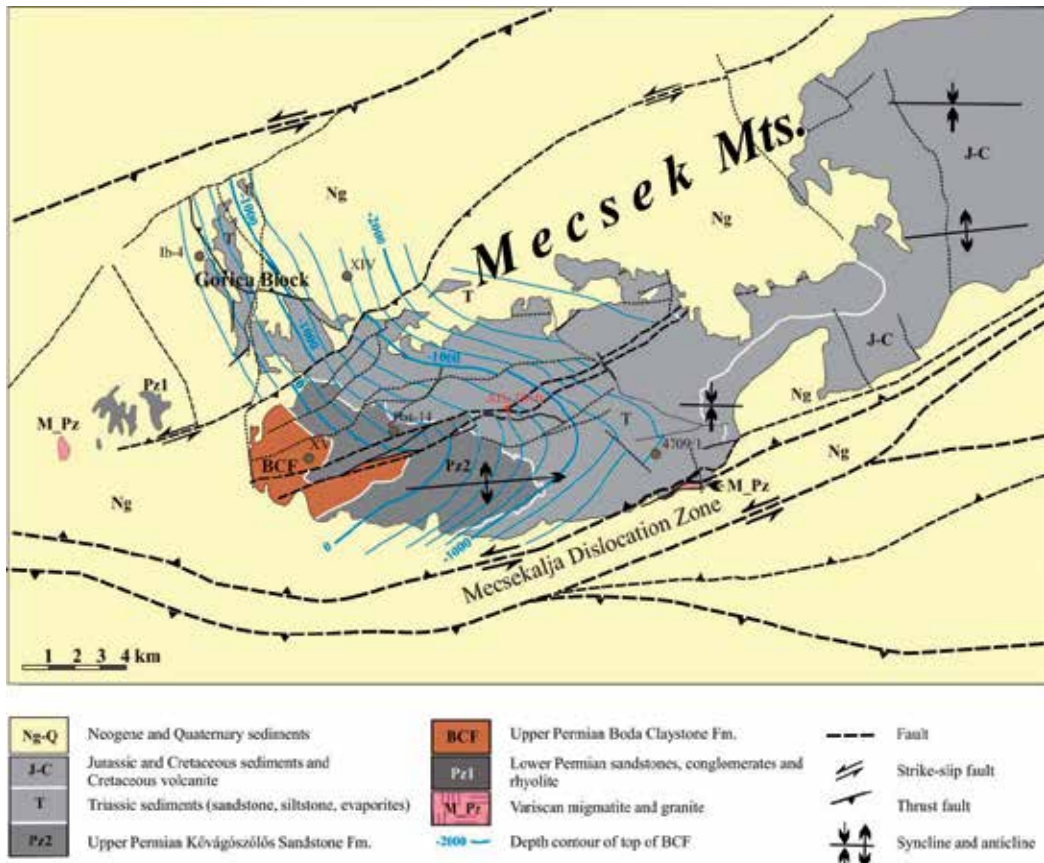 Mecsek Mts.
J-C
Ng
Ng
-1000
-2000
T
T
Ib-4
XIV
Gorica Block
-1000
-1000
J-C
Pz1
M_Pz
Ng
T
4709/1
XV
BCF
Pz2
M_Pz
Ng
0
-1000
Mecsekalja Dislocation Zone
1 2 3 4 km
Ng-Q Neogene and Quaternary sediments
J-C Jurassic and Cretaceous sediments and
Cretaceous volcanite
T Triassic sediments (sandstone, siltstone, evaporites)
Pz2 Upper Permian Kővágószőlős Sandstone Fm.
BCF Upper Permian Boda Claystone Fm.
Pz1 Lower Permian sandstones, conglomerates and
rhyolite
M_Pz Variscan migmatite and granite
-2000 Depth contour of top of BCF
Fault
Strike-slip fault
Thrust fault
Syncline and anticline